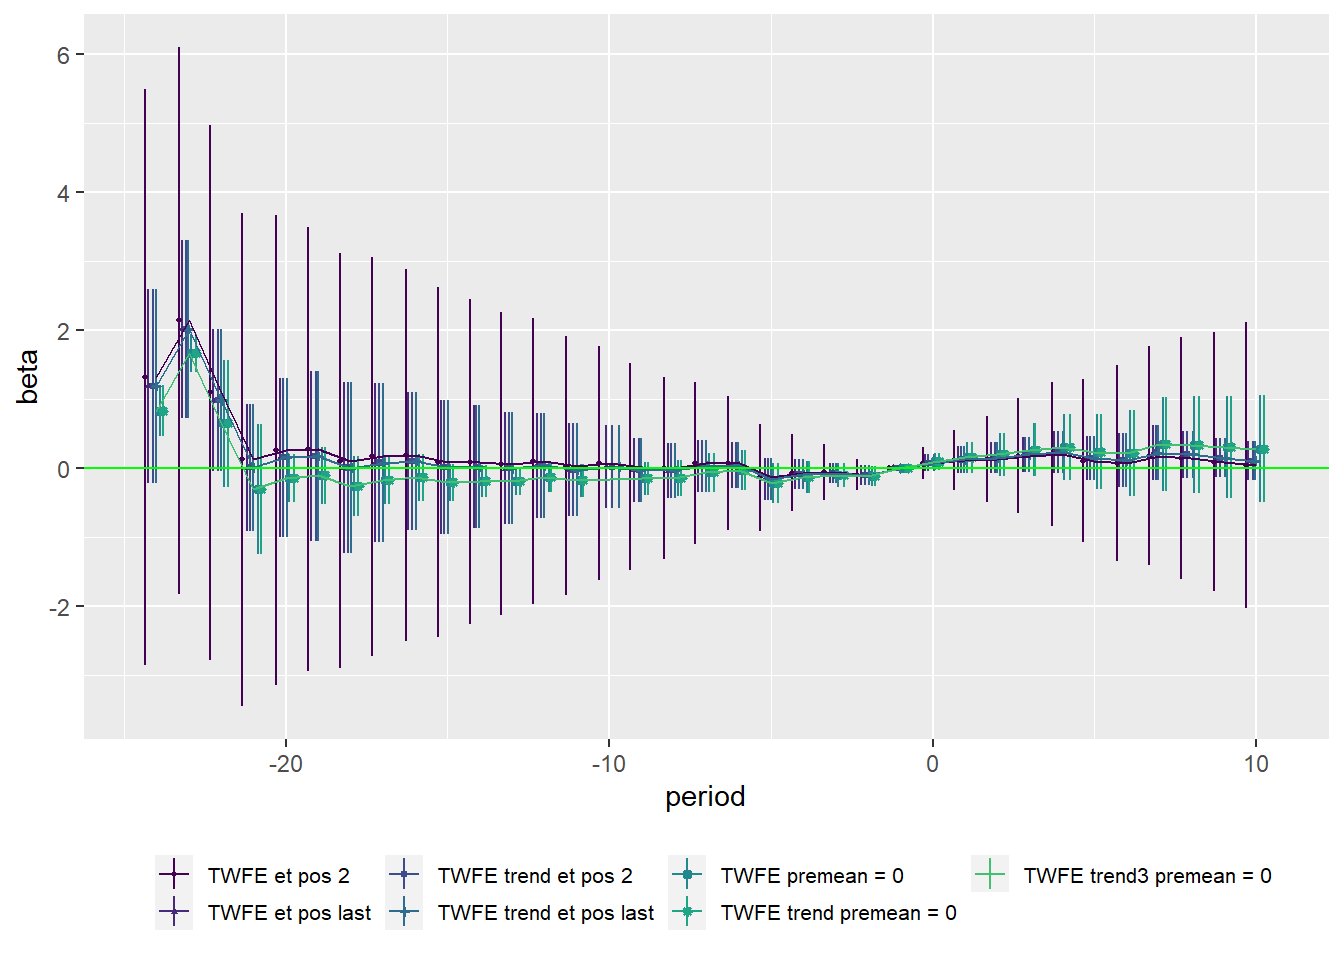 6
4
2
0
-2
beta
-20
-10
0
10
period
TWFE et pos 2
TWFE trend et pos 2
TWFE premean = 0
TWFE trend3 premean = 0
TWFE et pos last
TWFE trend et pos last
TWFE trend premean = 0